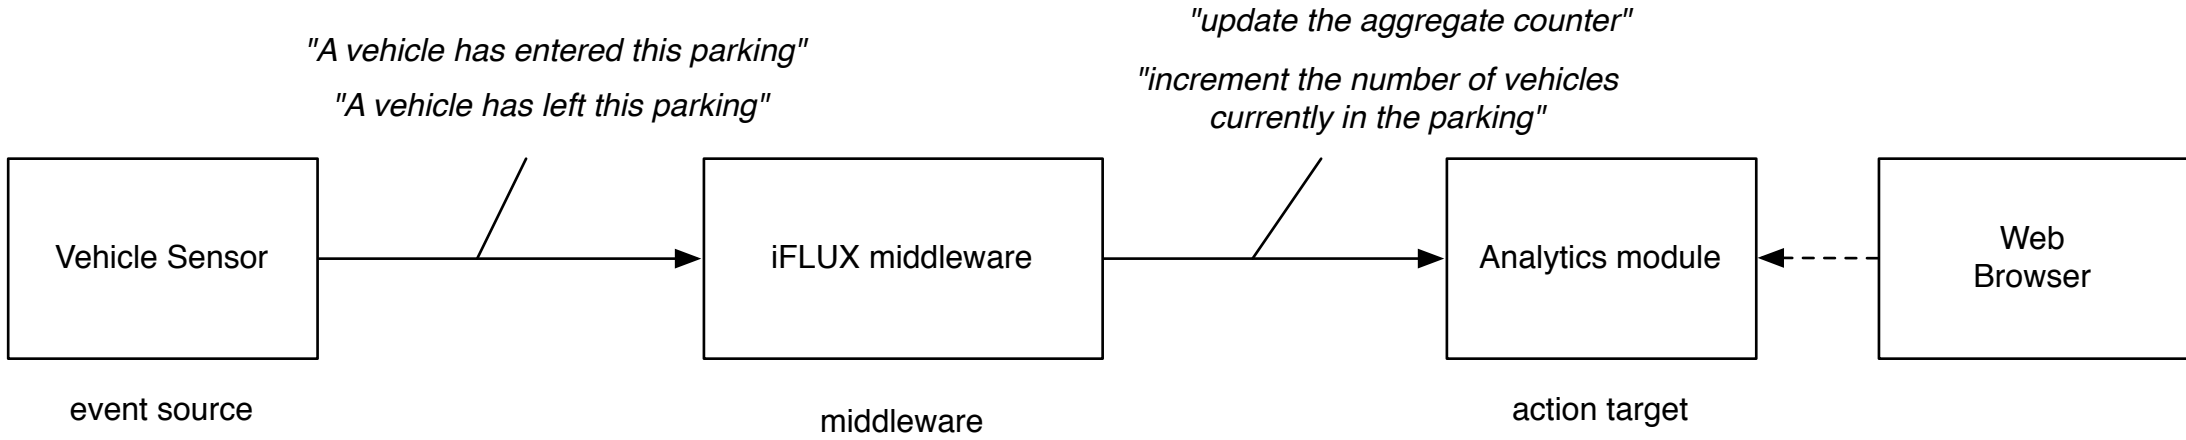 "A vehicle has entered this parking"
"A vehicle has left this parking"
"update the aggregate counter"
"increment the number of vehicles
currently in the parking"
Vehicle Sensor
iFLUX middleware
Analytics module
Web
Browser
event source
middleware
action target